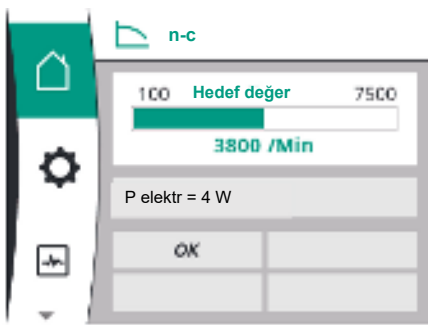 n-c
100 Hedef değer 7500
3800 /Min
P elektr = 4 W
OK